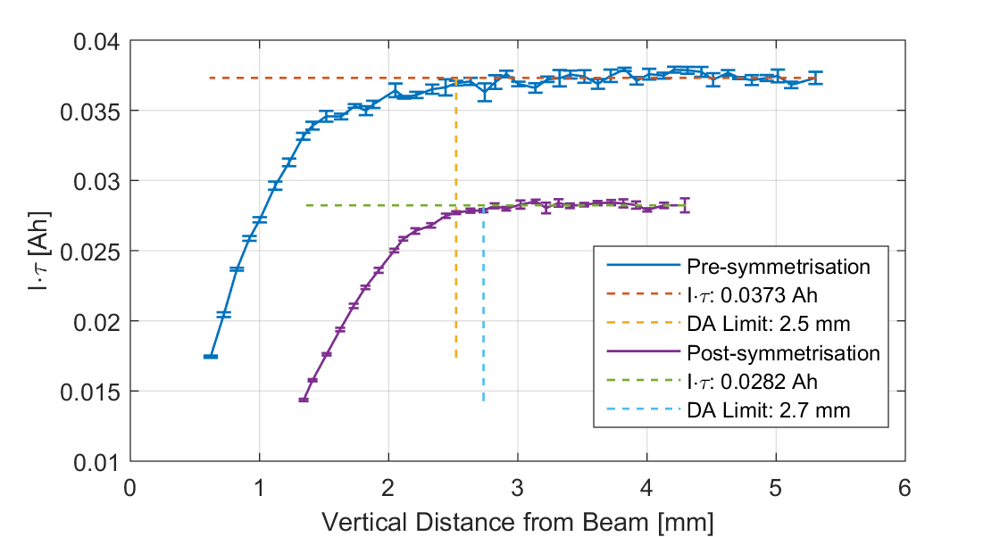 0.04
0.035
0.03
0.025
0.02
0.015
0.01
I·τ [Ah]
Pre-symmetrisation
I·τ: 0.0373 Ah
DA Limit: 2.5 mm
Post-symmetrisation
I·τ: 0.0282 Ah
DA Limit: 2.7 mm
0 1 2 3 4 5 6
Vertical Distance from Beam [mm]